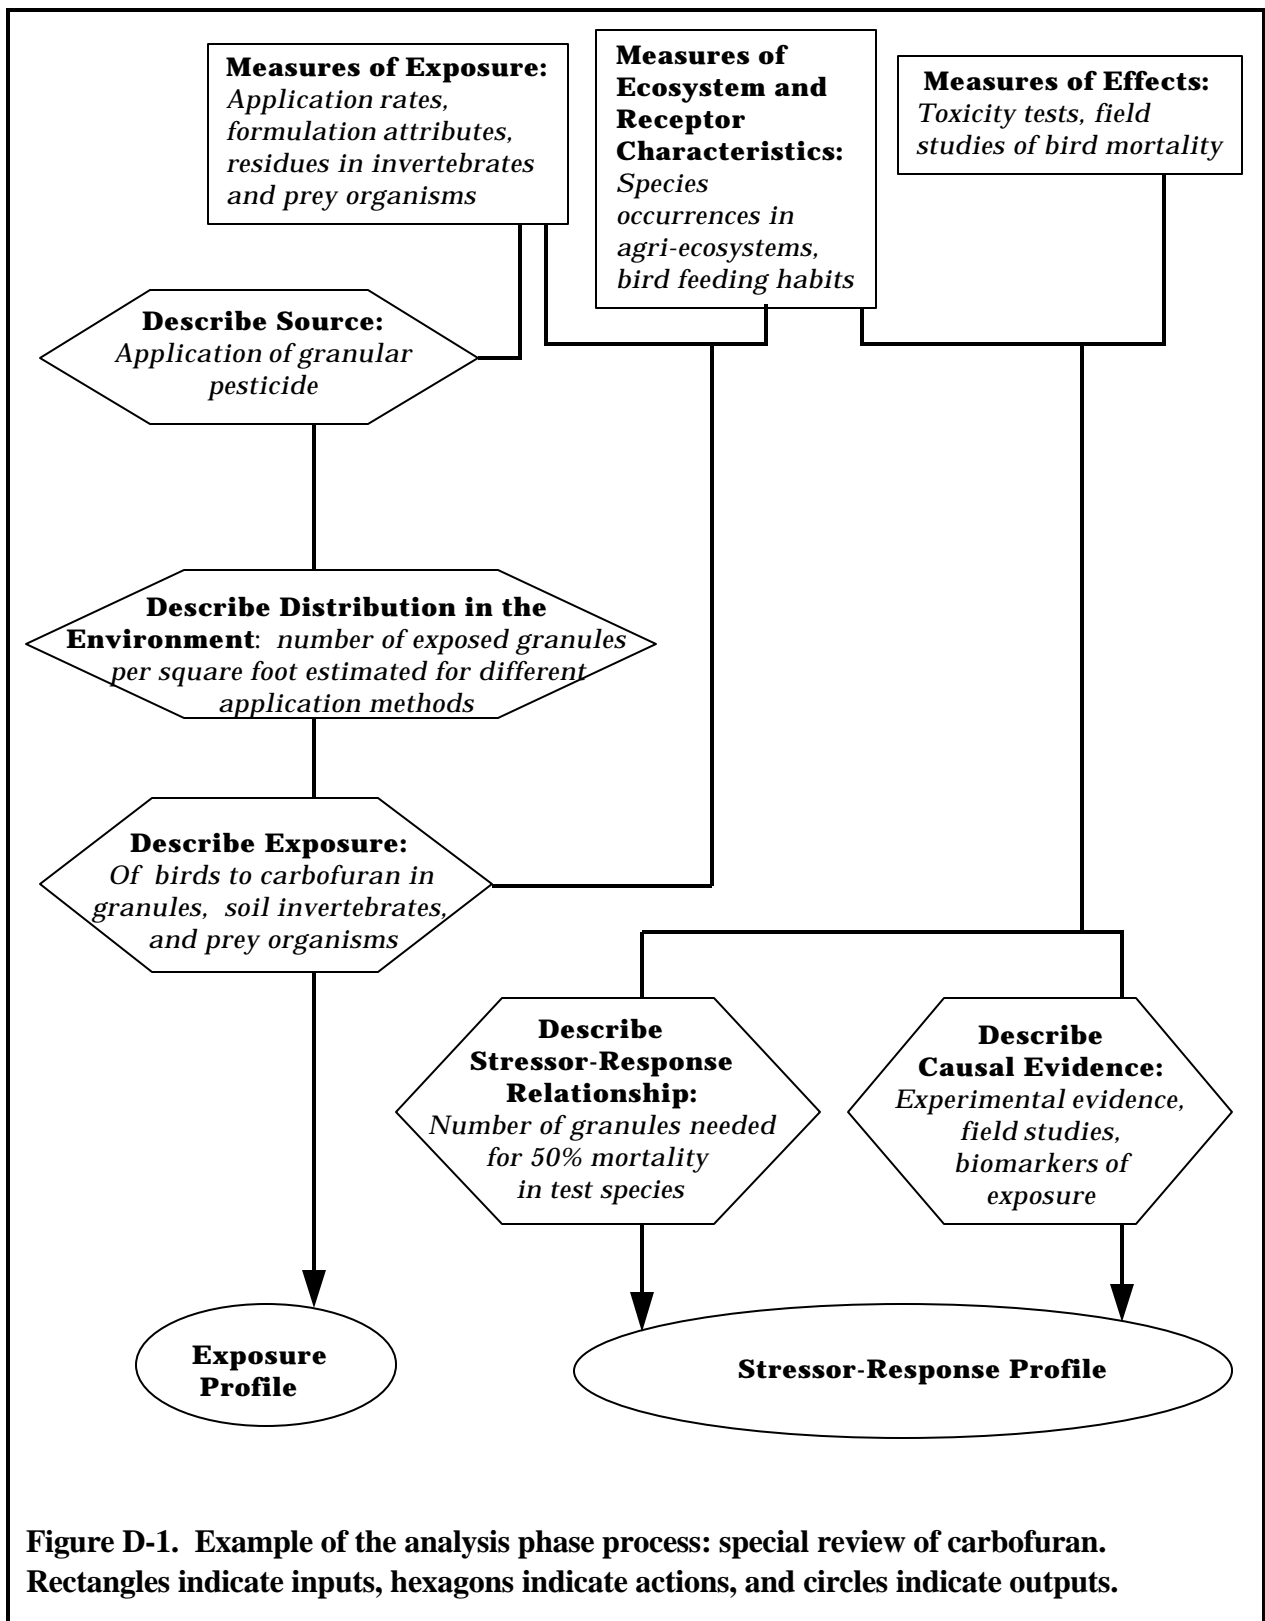 Measures of Exposure:
Application rates,
formulation attributes,
residues in invertebrates
and prey organisms
Measures of
Ecosystem and
Receptor
Characteristics:
Species
occurrences in
agri-ecosystems,
bird feeding habits
Measures of Effects:
Toxicity tests, field
studies of bird mortality
Describe Source:
Application of granular
pesticide
Describe Distribution in the
Environment: number of exposed granules
per square foot estimated for different
application methods
Describe Exposure:
Of birds to carbofuran in
granules, soil invertebrates,
and prey organisms
Describe
Stressor-Response
Relationship:
Number of granules needed
for 50% mortality
in test species
Describe
Causal Evidence:
Experimental evidence,
field studies,
biomarkers of
exposure
Exposure
Profile
Stressor-Response Profile
Figure D-1. Example of the analysis phase process: special review of carbofuran.
Rectangles indicate inputs, hexagons indicate actions, and circles indicate outputs.